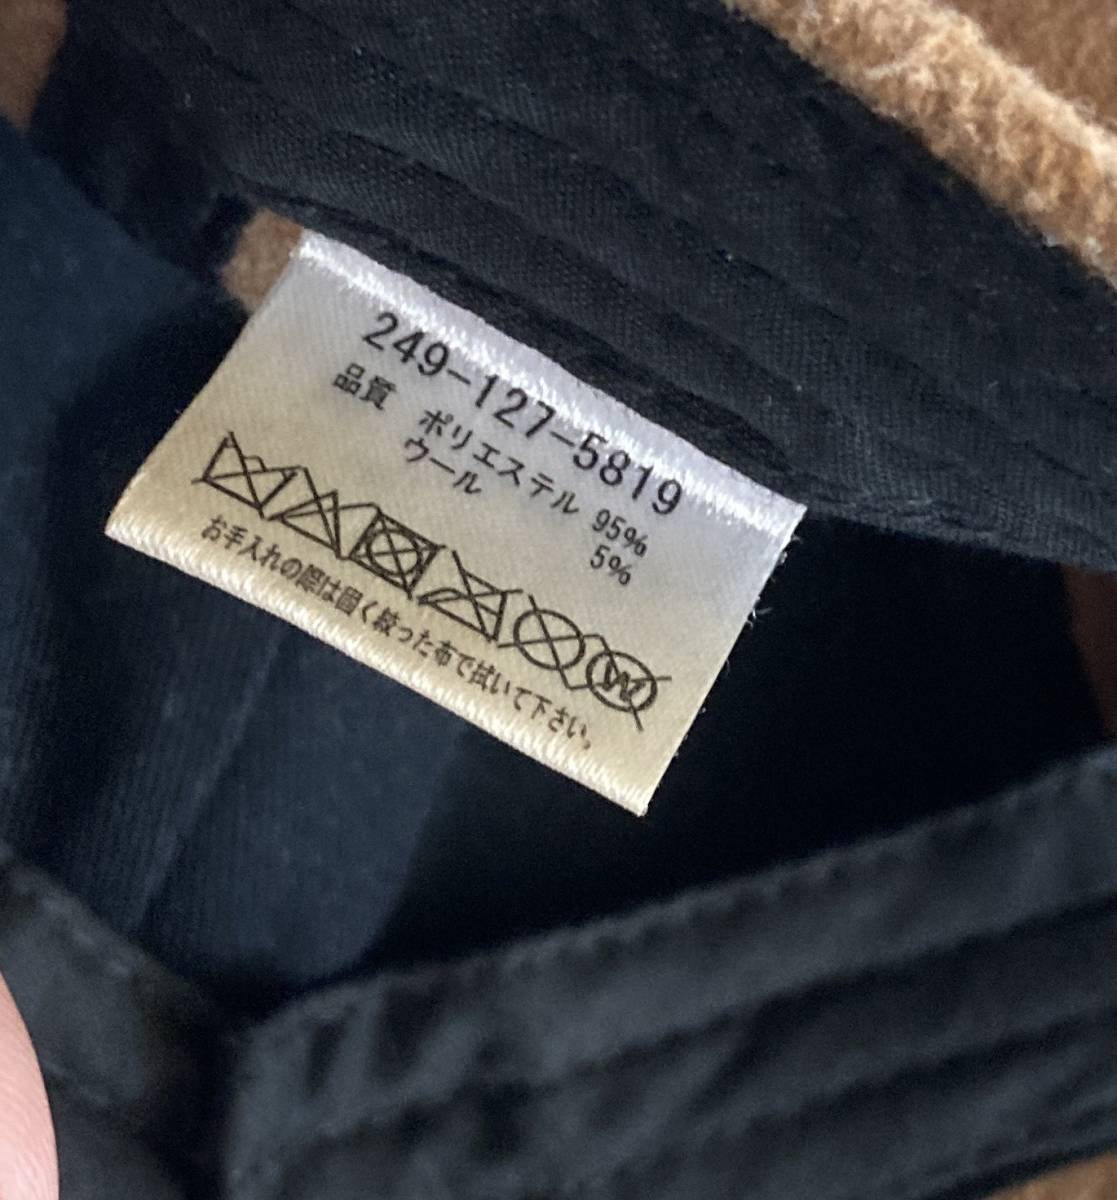 249-127-5819
品質 ポリエステル 95%
ウール 5%
お手入れの際は固く絞った布で拭いて下さい。